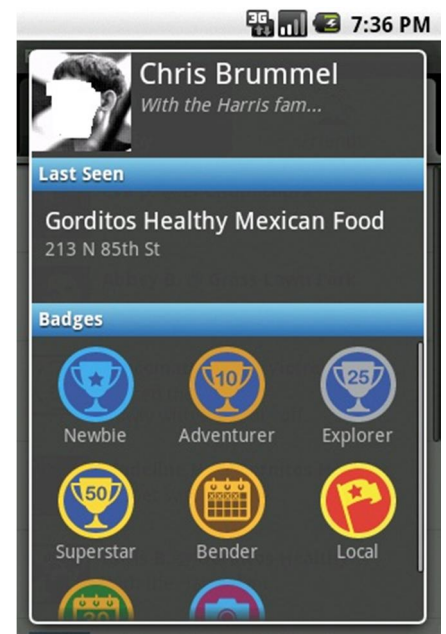 3G 7:36 PM
Chris Brummel
With the Harris fam...
Last Seen
Gorditos Healthy Mexican Food
213 N 85th St
Badges
10 25
Newbie Adventurer Explorer
50
Superstar Bender Local